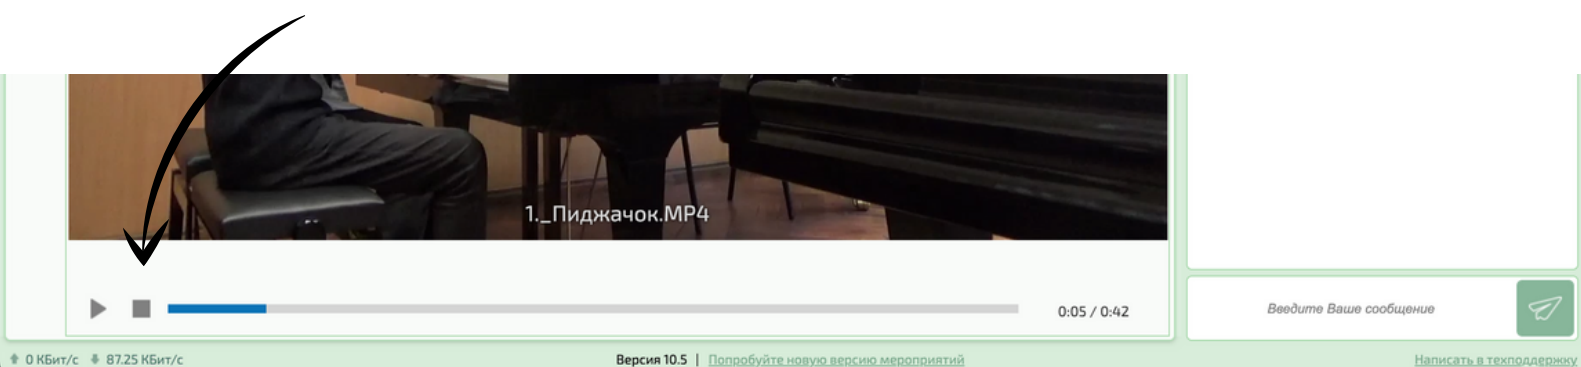 1._Пиджачок.MP4
0:05 / 0:42
Введите Ваше сообщение
0 КБит/с 87.25 КБит/с
Версия 10.5 | Попробуйте новую версию мероприятий
Написать в техподдержку